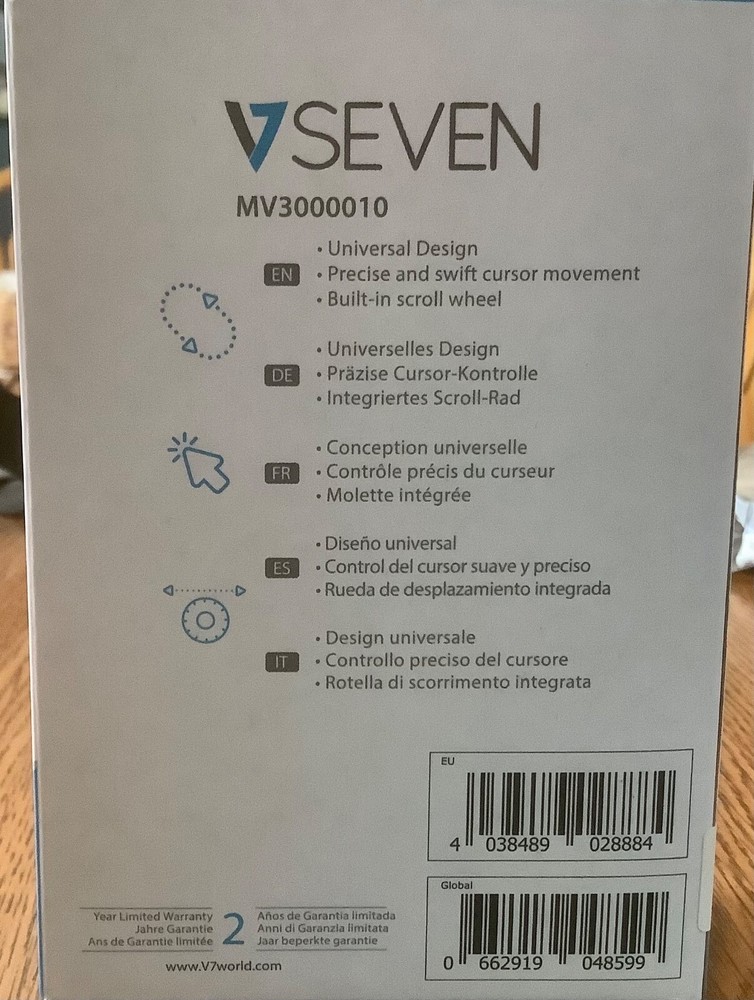 V7 SEVEN
MV3000010
EN
• Universal Design
• Precise and swift cursor movement
• Built-in scroll wheel
DE
• Universelles Design
• Präzise Cursor-Kontrolle
• Integriertes Scroll-Rad
FR
• Conception universelle
• Contrôle précis du curseur
• Molette intégrée
ES
• Diseño universal
• Control del cursor suave y preciso
• Rueda de desplazamiento integrada
IT
• Design universale
• Controllo preciso del cursore
• Rotella di scorrimento integrata
EU
4 038489 028884
Global
0 662919 048599
Year Limited Warranty
Jahre Garantie
Ans de Garantie limitée
2
Años de Garantia limitada
Anni di Garanzia limitata
Jaar beperkte garantie
www.V7world.com